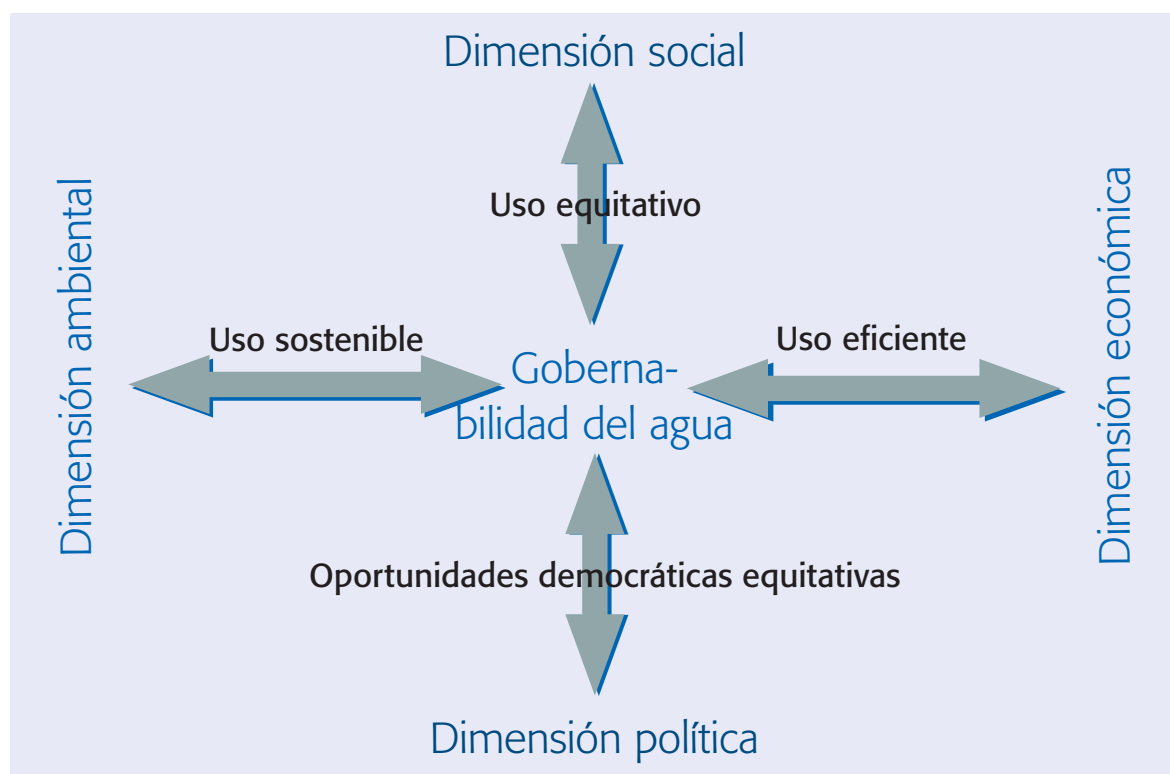 Dimensión social
Uso equitativo
Dimensión ambiental
Uso sostenible
Goberna-
bilidad del agua
Uso eficiente
Dimensión económica
Oportunidades democráticas equitativas
Dimensión política